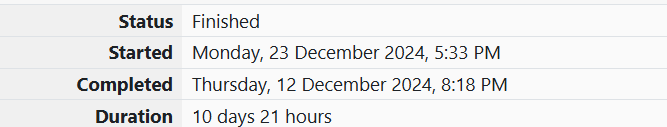 Status Finished
Started Monday, 23 December 2024, 5:33 PM
Completed Thursday, 12 December 2024, 8:18 PM
Duration 10 days 21 hours